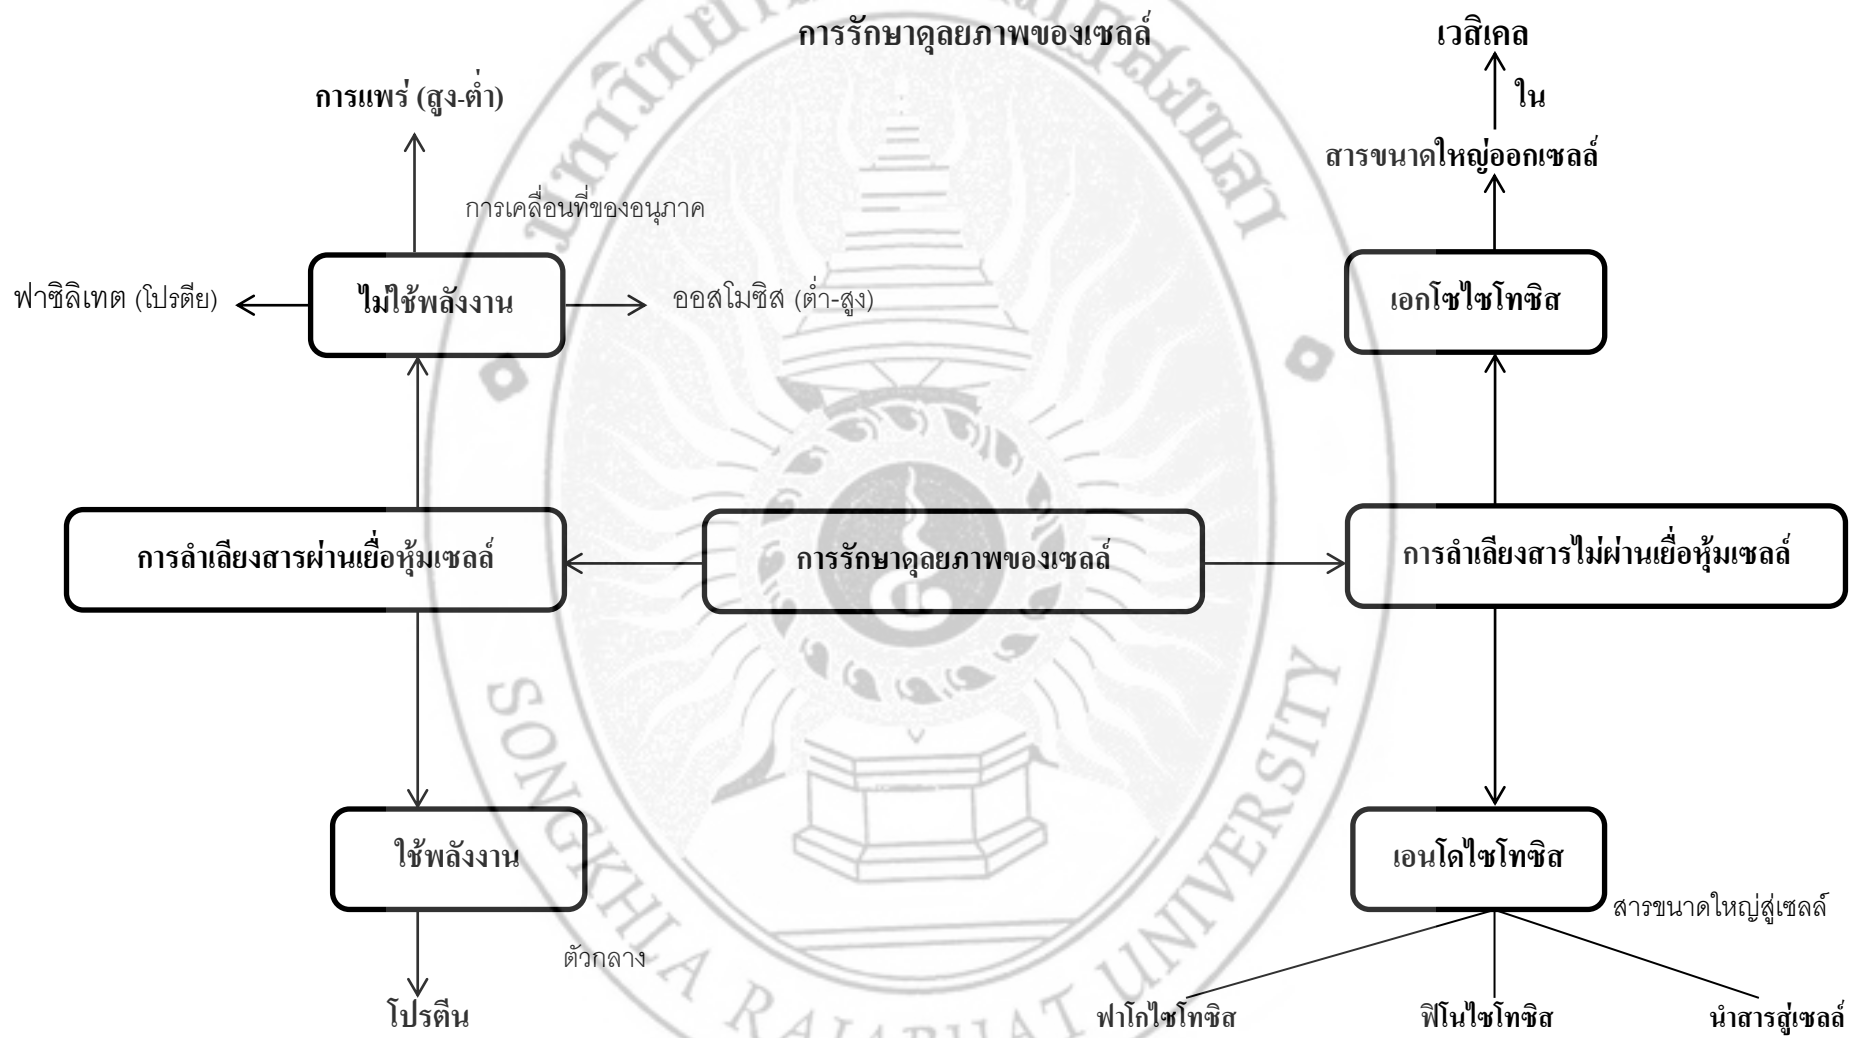 การรักษาดุลยภาพของเซลล์
เวสิเคล
ใน
การแพร่ (สูง-ต่ำ)
สารขนาดใหญ่ออกเซลล์
การเคลื่อนที่ของอนุภาค
ฟาซิลิเทต (โปรตีย)
ไม่ใช้พลังงาน
ออสโมซิส (ต่ำ-สูง)
เอกโซไซโทซิส
การลำเลียงสารผ่านเยื่อหุ้มเซลล์
การรักษาดุลยภาพของเซลล์
การลำเลียงสารไม่ผ่านเยื่อหุ้มเซลล์
ใช้พลังงาน
เอนโดไซโทซิส
สารขนาดใหญ่สู่เซลล์
ตัวกลาง
โปรตีน
ฟาโกไซโทซิส
ฟิโนไซโทซิส
นำสารสู่เซลล์
SONGKHLA RAJABHAT UNIVERSITY